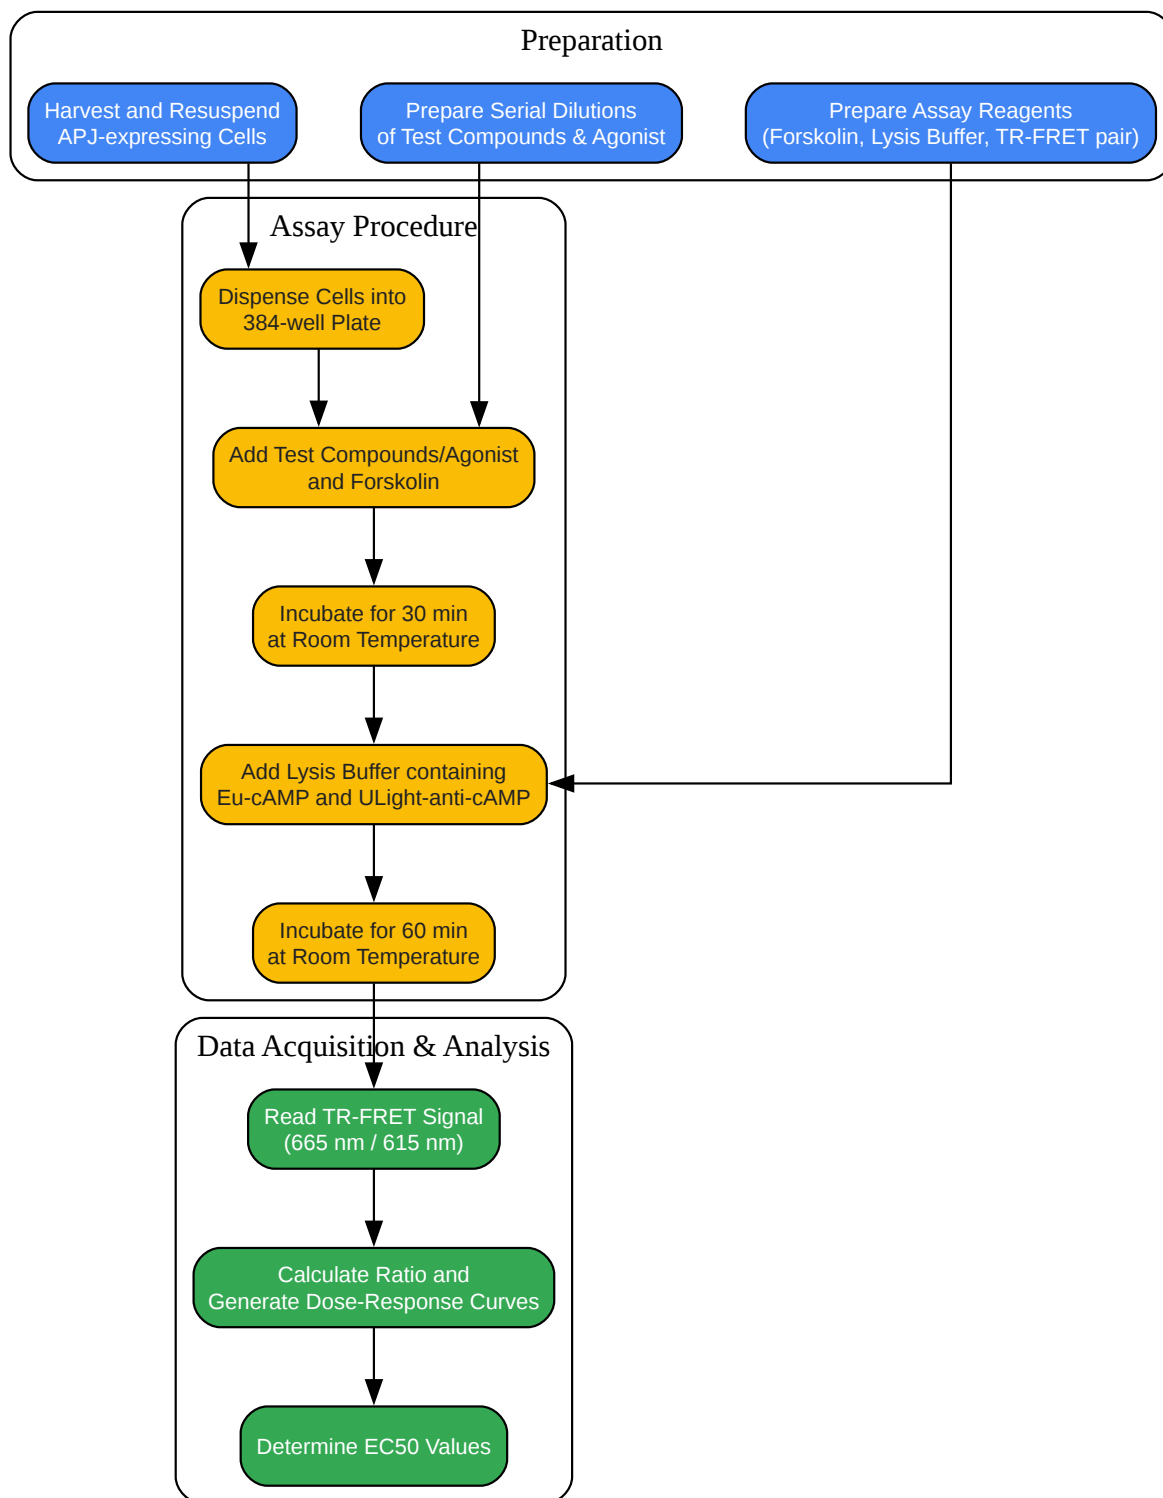 Preparation
Harvest and Resuspend
APJ-expressing Cells
Prepare Serial Dilutions
of Test Compounds & Agonist
Prepare Assay Reagents
(Forskolin, Lysis Buffer, TR-FRET pair)
Assay Procedure
Dispense Cells into
384-well Plate
Add Test Compounds/Agonist
and Forskolin
Incubate for 30 min
at Room Temperature
Add Lysis Buffer containing
Eu-cAMP and ULight-anti-cAMP
Incubate for 60 min
at Room Temperature
Data Acquisition & Analysis
Read TR-FRET Signal
(665 nm / 615 nm)
Calculate Ratio and
Generate Dose-Response Curves
Determine EC50 Values